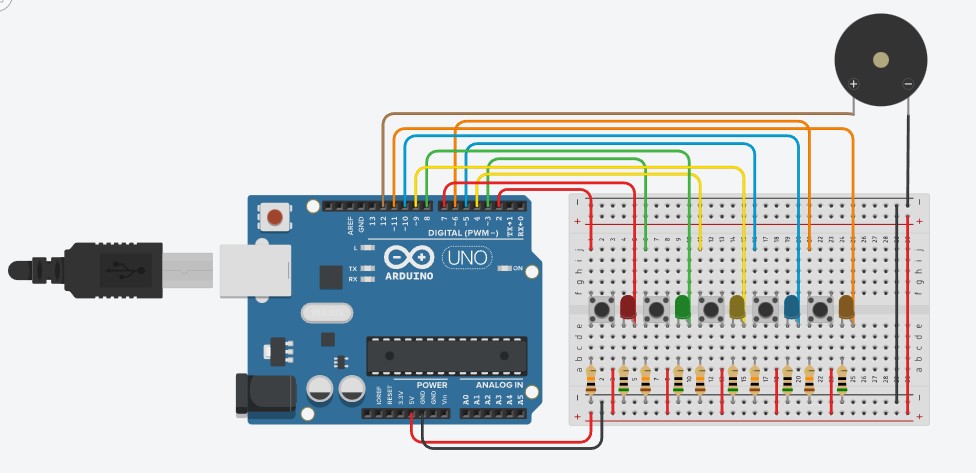 AREF
GND
13
12
~11
~10
~9
8
7
~6
~5
4
~3
2
TX→1
RX←0
DIGITAL (PWM~)
L
TX
RX
ARDUINO
UNO
ON
POWER
ANALOG IN
IOREF
RESET
3.3V
5V
GND
GND
Vin
A0
A1
A2
A3
A4
A5
+
-
-
+
-
+
f g h i j
f g h i j
a b c d e
a b c d e
-
+
-
+